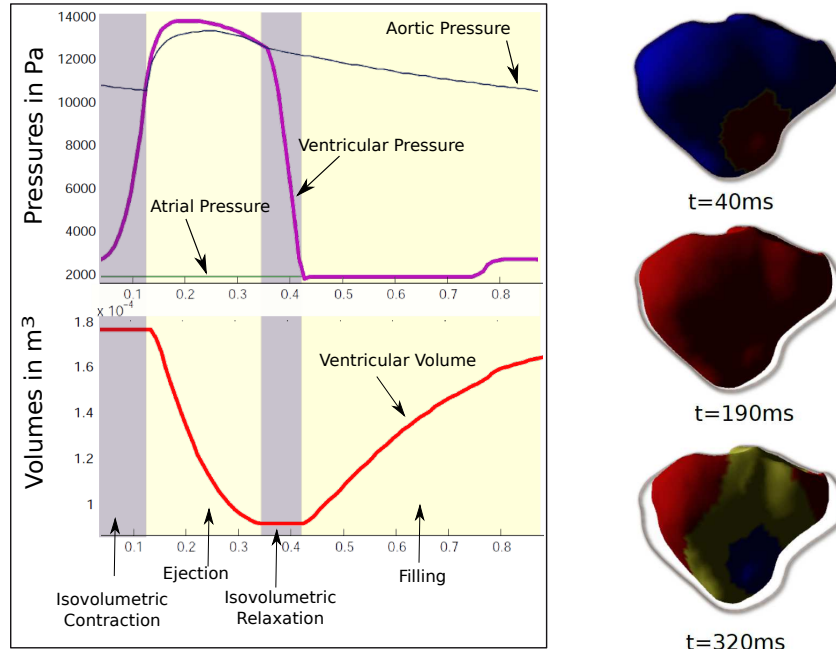 Pressures in Pa
14000
12000
10000
8000
6000
4000
2000
Aortic Pressure
Ventricular Pressure
Atrial Pressure
0.1 0.2 0.3 0.4 0.5 0.6 0.7 0.8
x 10⁻⁴
Volumes in m³
1.8
1.6
1.4
1.2
1
Ventricular Volume
0.1 0.2 0.3 0.4 0.5 0.6 0.7 0.8
Isovolumetric
Contraction
Ejection
Isovolumetric
Relaxation
Filling
t=40ms
t=190ms
t=320ms